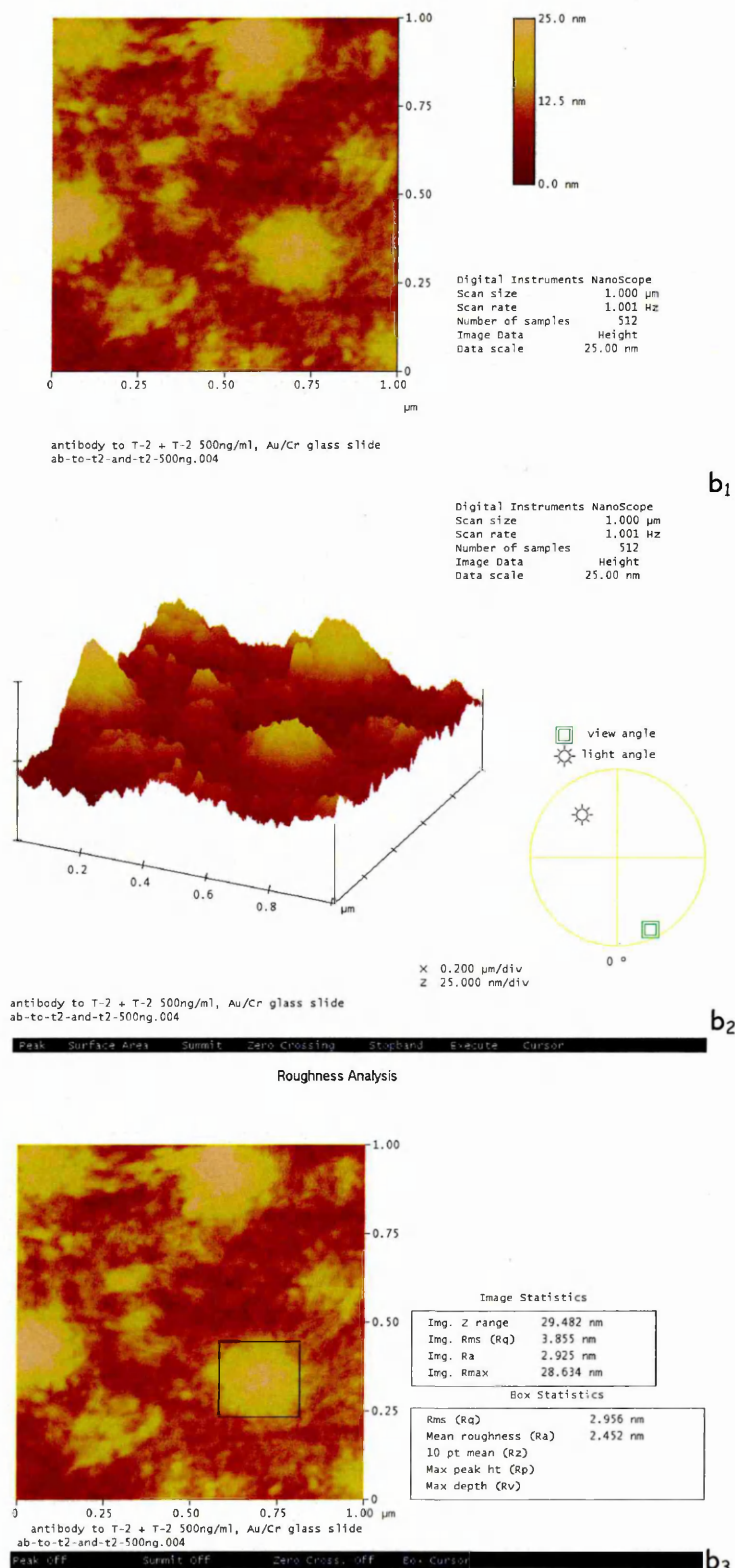 1.00
0.75
0.50
0.25
0
0 0.25 0.50 0.75 1.00
µm
25.0 nm
12.5 nm
0.0 nm
Digital Instruments NanoScope
Scan size 1.000 µm
Scan rate 1.001 Hz
Number of samples 512
Image Data Height
Data scale 25.00 nm
antibody to T-2 + T-2 500ng/ml, Au/Cr glass slide
ab-to-t2-and-t2-500ng.004
b1
Digital Instruments NanoScope
Scan size 1.000 µm
Scan rate 1.001 Hz
Number of samples 512
Image Data Height
Data scale 25.00 nm
view angle
light angle
0.2
0.4
0.6
0.8
µm
0 °
X 0.200 µm/div
Z 25.000 nm/div
antibody to T-2 + T-2 500ng/ml, Au/Cr glass slide
ab-to-t2-and-t2-500ng.004
b2
Peak Surface Area Summit Zero Crossing Stopband Execute Cursor
Roughness Analysis
1.00
0.75
0.50
0.25
0
0 0.25 0.50 0.75 1.00 µm
Image Statistics
Img. Z range 29.482 nm
Img. Rms (Rq) 3.855 nm
Img. Ra 2.925 nm
Img. Rmax 28.634 nm
Box Statistics
Rms (Rq) 2.956 nm
Mean roughness (Ra) 2.452 nm
10 pt mean (Rz)
Max peak ht (Rp)
Max depth (Rv)
antibody to T-2 + T-2 500ng/ml, Au/Cr glass slide
ab-to-t2-and-t2-500ng.004
Peak Off Summit Off Zero Cross. Off Box Cursor
b3